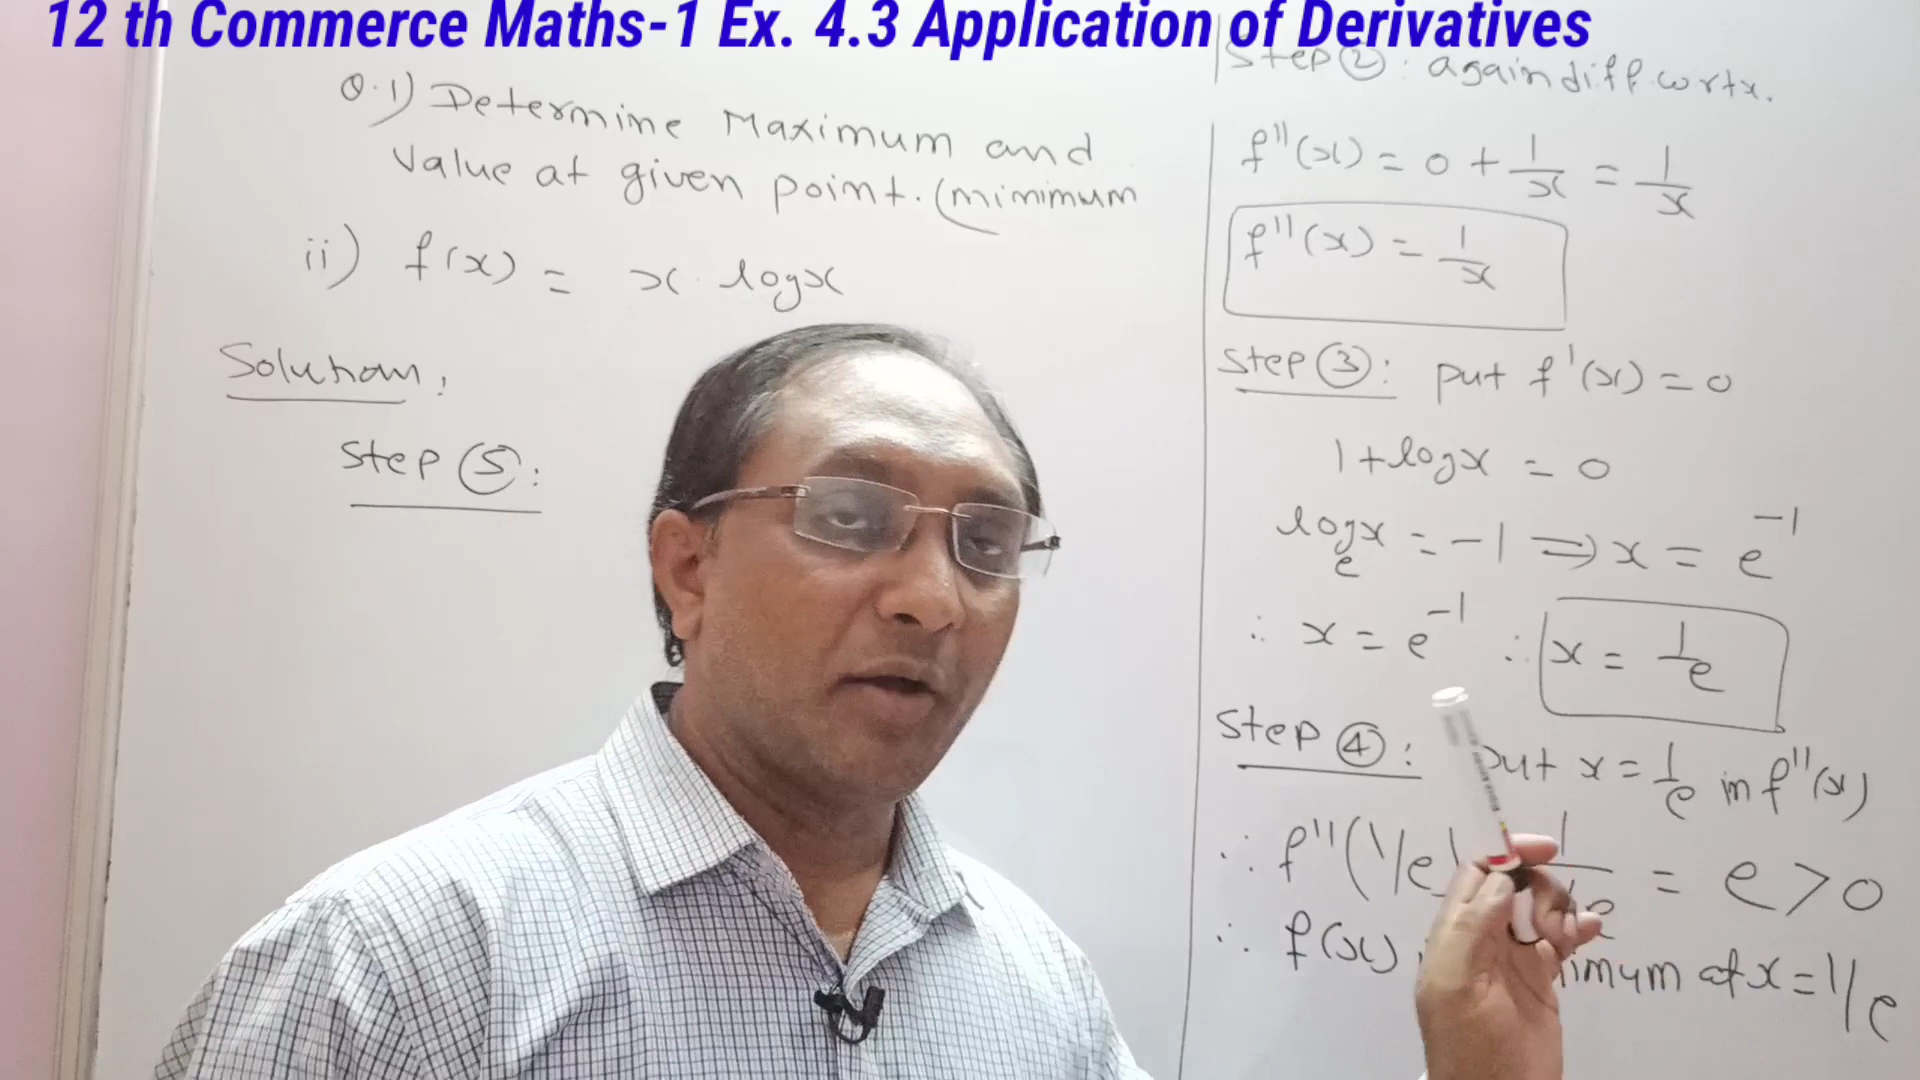 12 th Commerce Maths-1 Ex. 4.3 Application of Derivatives
Q.1) Determine Maximum and
Value at given point. (minimum
ii) f(x) = x · logx
Solution:
Step ⑤:
Step ②: again diff. w r t x.
f''(x) = 0 + 1/x = 1/x
f''(x) = 1/x
Step ③: put f'(x) = 0
1 + logx = 0
logₑx = -1 ⇒ x = e⁻¹
∴ x = e⁻¹ ∴ x = 1/e
Step ④: put x = 1/e in f''(x)
∴ f''(1/e) = e > 0
∴ f(x) at x = 1/e